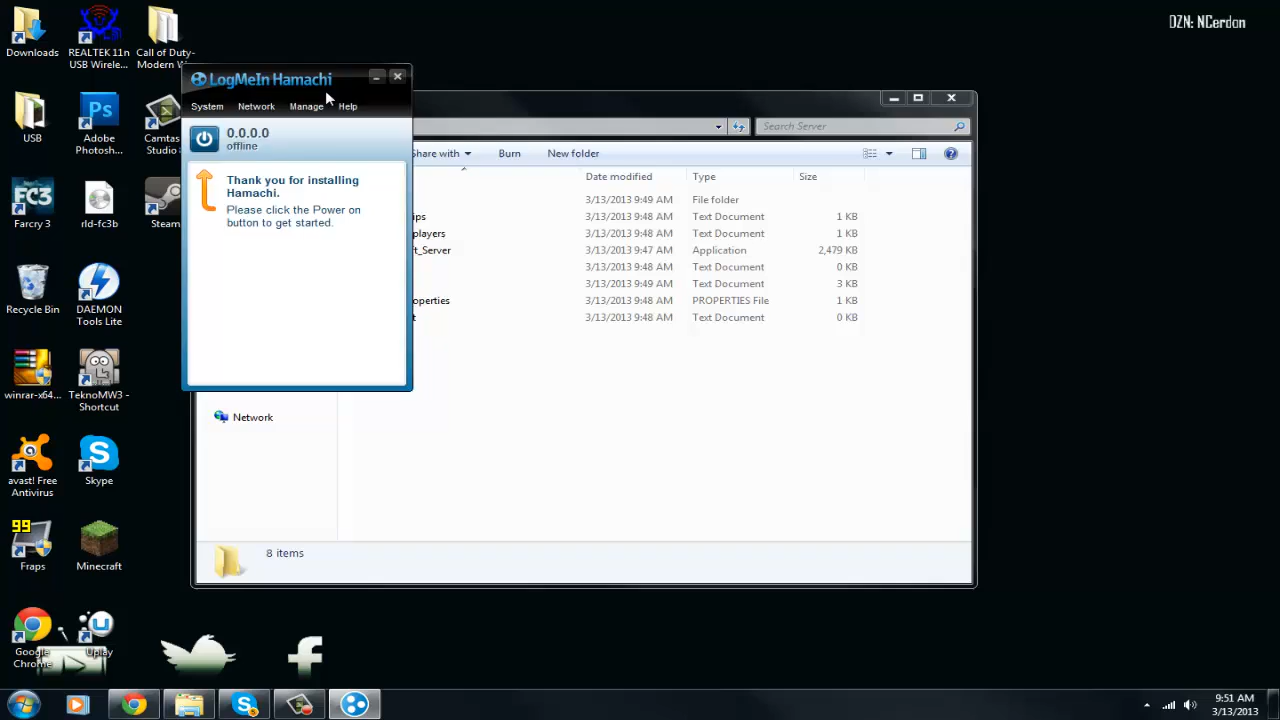 DZN: NCerdon
Downloads
REALTEK 11n
USB Wirele...
Call of Duty-
Modern W
USB
Adobe
Photosh...
Camtas
Studio
Farcry 3
rld-fc3b
Steam
Recycle Bin
DAEMON
Tools Lite
winrar-x64...
TeknoMW3 -
Shortcut
avast! Free
Antivirus
Skype
99
Fraps
Minecraft
Google
Chrome
Uplay
LogMeIn Hamachi
System
Network
Manage
Help
0.0.0.0
offline
Thank you for installing
Hamachi.
Please click the Power on
button to get started.
Search Server
Share with
Burn
New folder
Date modified
Type
Size
3/13/2013 9:49 AM
File folder
ips
3/13/2013 9:48 AM
Text Document
1 KB
players
3/13/2013 9:48 AM
Text Document
1 KB
ft_Server
3/13/2013 9:47 AM
Application
2,479 KB
3/13/2013 9:48 AM
Text Document
0 KB
3/13/2013 9:49 AM
Text Document
3 KB
operties
3/13/2013 9:48 AM
PROPERTIES File
1 KB
t
3/13/2013 9:48 AM
Text Document
0 KB
Network
8 items
9:51 AM
3/13/2013